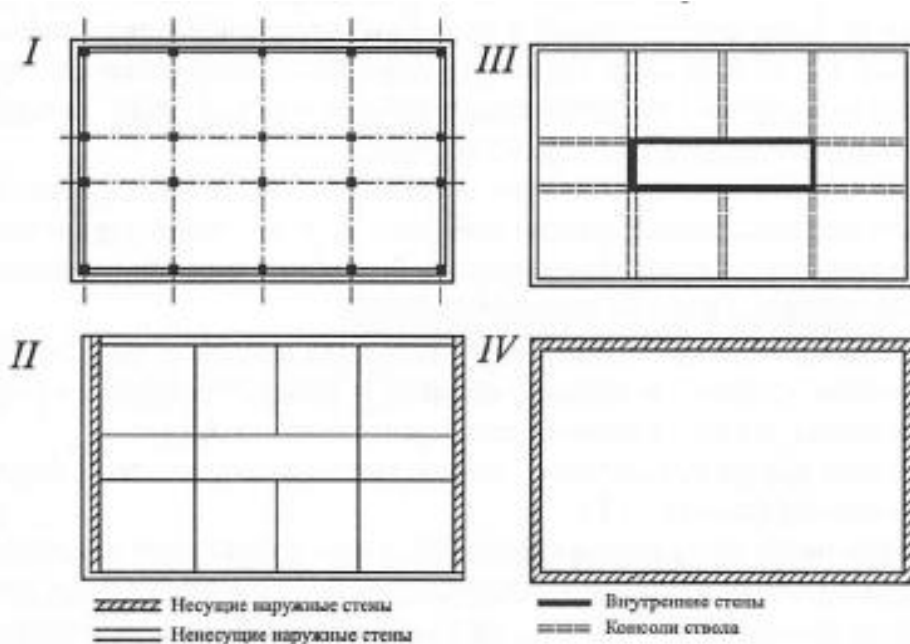 I
III
II
IV
Несущие наружные стены
Ненесущие наружные стены
Внутренние стены
Консоли ствола